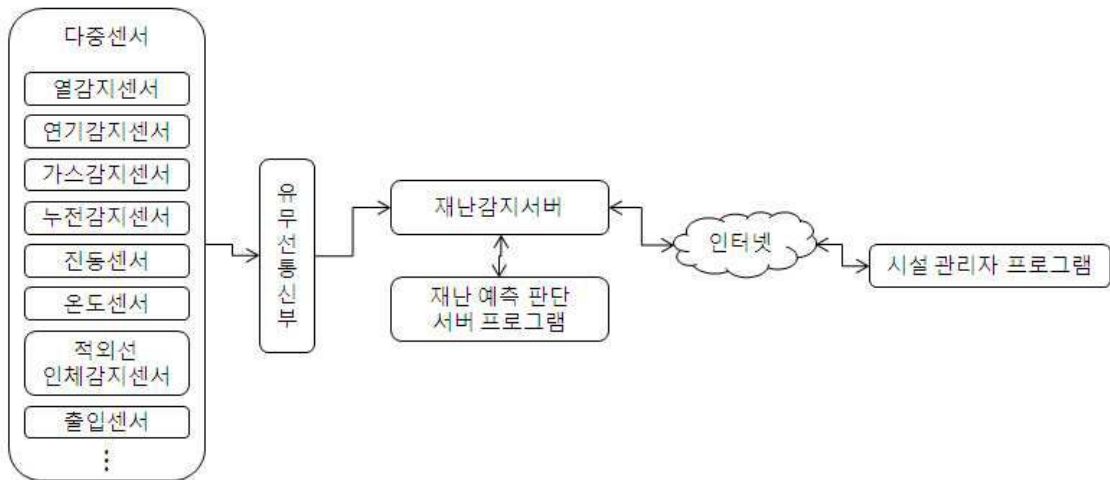 다중센서
열감지센서
연기감지센서
가스감지센서
누전감지센서
진동센서
온도센서
적외선
인체감지센서
출입센서
⋮
유
무
선
통
신
부
재난감지서버
재난 예측 판단
서버 프로그램
인터넷
시설 관리자 프로그램